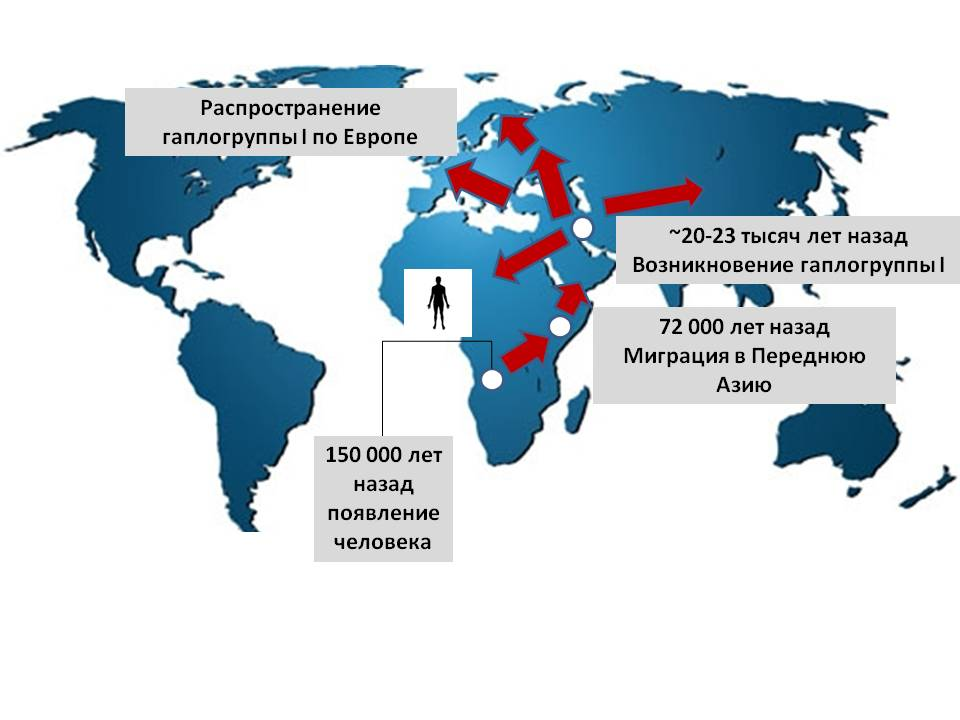 Распространение
гаплогруппы I по Европе
~20-23 тысяч лет назад
Возникновение гаплогруппы I
72 000 лет назад
Миграция в Переднюю
Азию
150 000 лет
назад
появление
человека